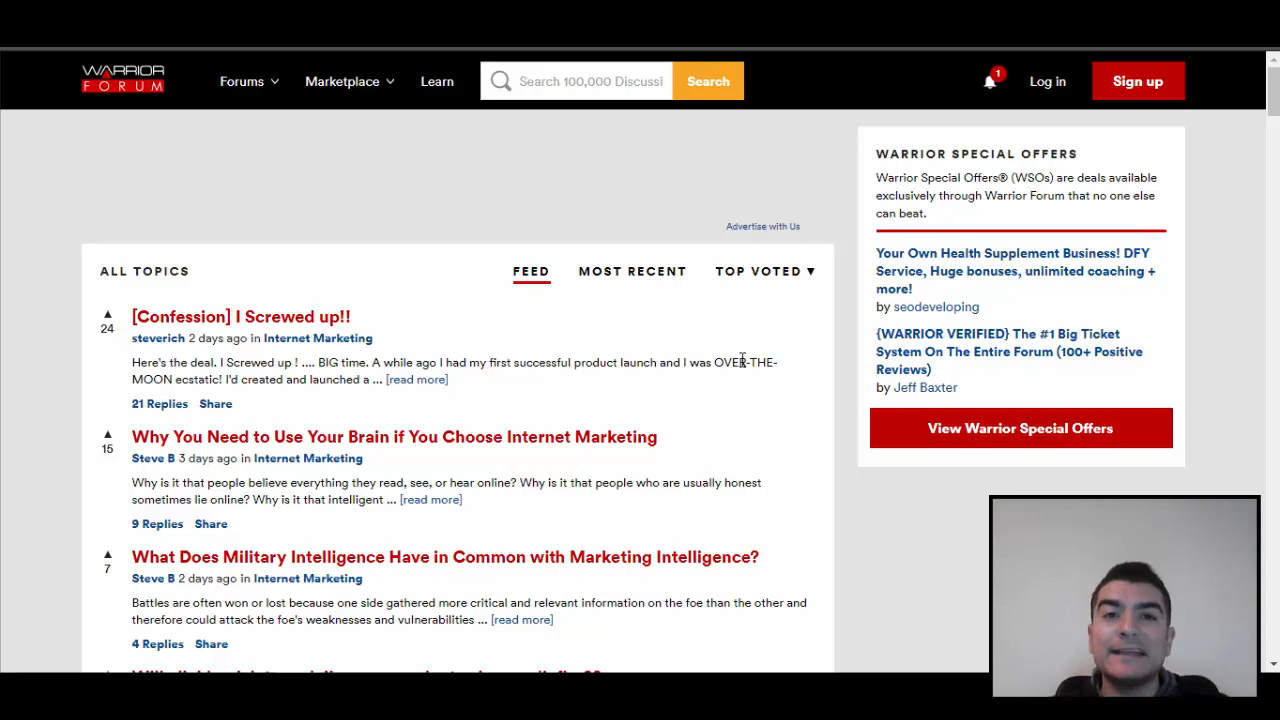 WARRIOR
FORUM
Forums
Marketplace
Learn
Search 100,000 Discussi
Search
1
Log in
Sign up
Advertise with Us
WARRIOR SPECIAL OFFERS
Warrior Special Offers® (WSOs) are deals available
exclusively through Warrior Forum that no one else
can beat.
Your Own Health Supplement Business! DFY
Service, Huge bonuses, unlimited coaching +
more!
by seodeveloping
{WARRIOR VERIFIED} The #1 Big Ticket
System On The Entire Forum (100+ Positive
Reviews)
by Jeff Baxter
View Warrior Special Offers
ALL TOPICS
FEED
MOST RECENT
TOP VOTED ▼
▲
24
[Confession] I Screwed up!!
steverich 2 days ago in Internet Marketing
Here's the deal. I Screwed up ! .... BIG time. A while ago I had my first successful product launch and I was OVER-THE-
MOON ecstatic! I'd created and launched a ... [read more]
21 Replies Share
▲
15
Why You Need to Use Your Brain if You Choose Internet Marketing
Steve B 3 days ago in Internet Marketing
Why is it that people believe everything they read, see, or hear online? Why is it that people who are usually honest
sometimes lie online? Why is it that intelligent ... [read more]
9 Replies Share
▲
7
What Does Military Intelligence Have in Common with Marketing Intelligence?
Steve B 2 days ago in Internet Marketing
Battles are often won or lost because one side gathered more critical and relevant information on the foe than the other and
therefore could attack the foe's weaknesses and vulnerabilities ... [read more]
4 Replies Share